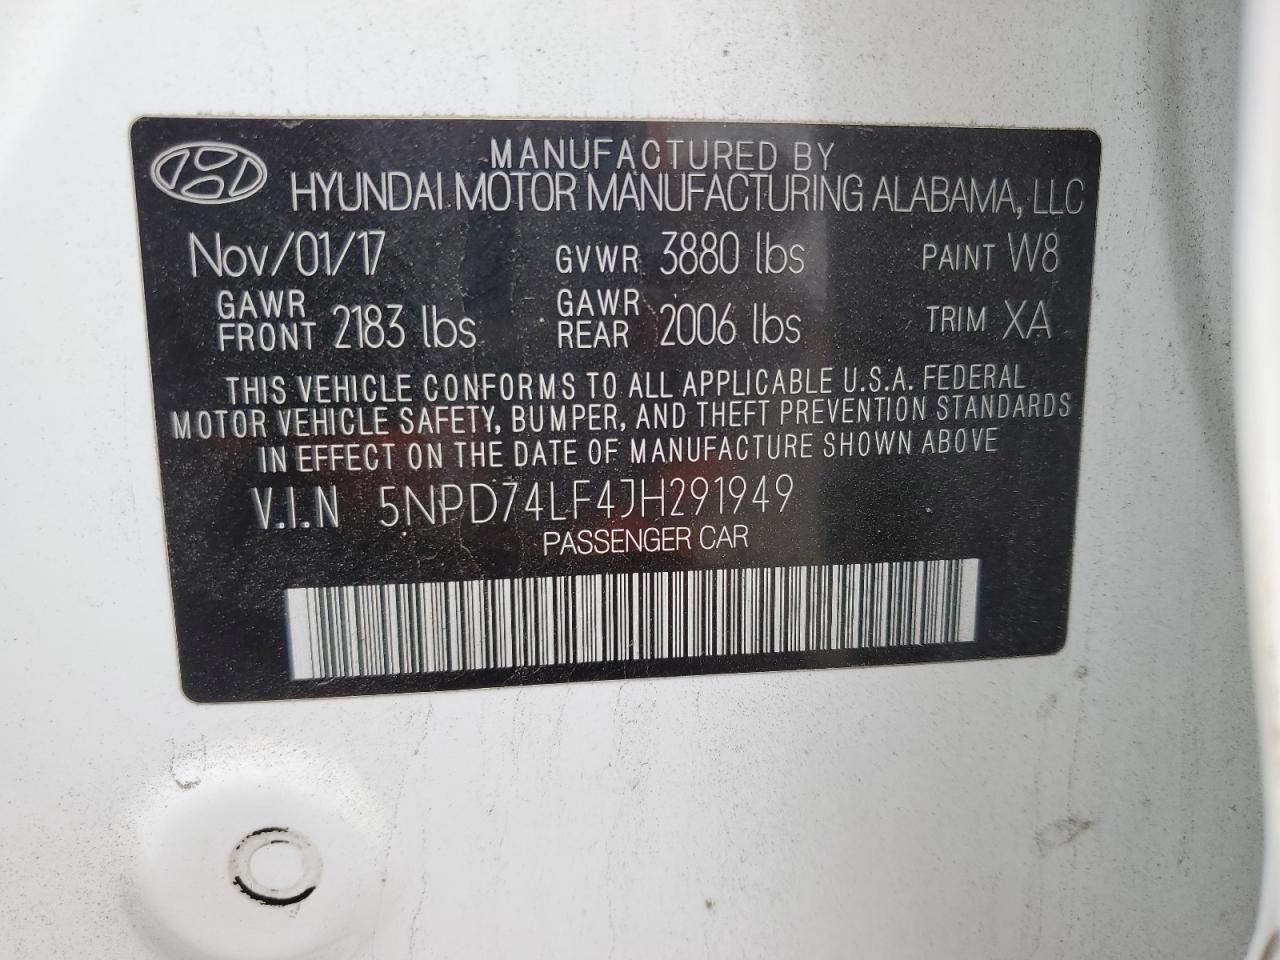 MANUFACTURED BY
HYUNDAI MOTOR MANUFACTURING ALABAMA, LLC
Nov/01/17 GVWR 3880 lbs PAINT W8
GAWR FRONT 2183 lbs GAWR REAR 2006 lbs TRIM XA
THIS VEHICLE CONFORMS TO ALL APPLICABLE U.S.A. FEDERAL
MOTOR VEHICLE SAFETY, BUMPER, AND THEFT PREVENTION STANDARDS
IN EFFECT ON THE DATE OF MANUFACTURE SHOWN ABOVE
V.I.N 5NPD74LF4JH291949
PASSENGER CAR